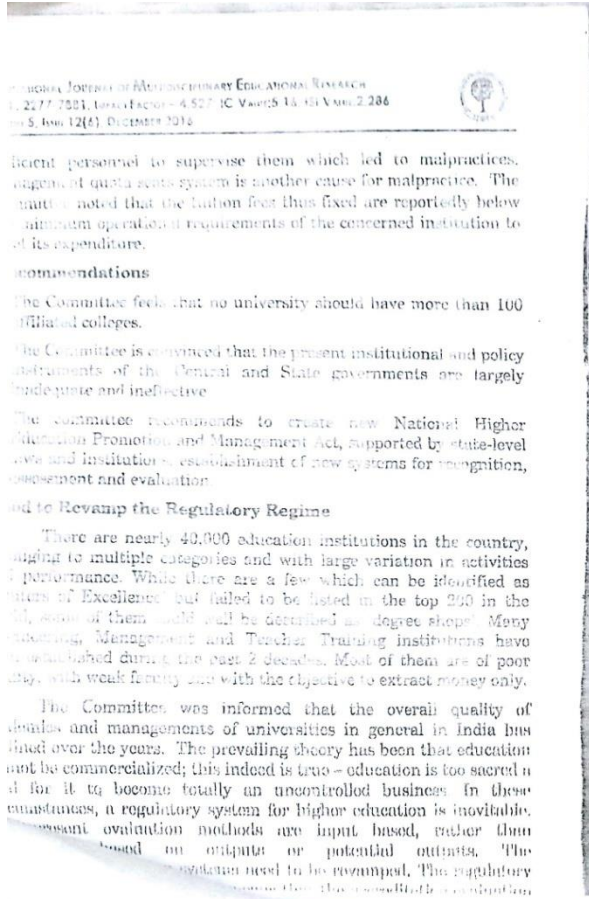 JOURNAL OF MULTIDISCIPLINARY EDUCATIONAL RESEARCH
2277-7881; IMPACT FACTOR – 4.527; IC VALUE:5.16; ISI VALUE:2.286
5, ISSUE 12(6), DECEMBER 2016
personnel to supervise them which led to malpractices.
quota seats system is another cause for malpractice. The
noted that the tuition fees thus fixed are reportedly below
operational requirements of the concerned institution to
its expenditure.
The Committee feels that no university should have more than 100
affiliated colleges.
The Committee is convinced that the present institutional and policy
instruments of the Central and State governments are largely
inadequate and ineffective
The committee recommends to create new National Higher
Education Promotion and Management Act, supported by state-level
laws and institutions, establishment of new systems for recognition,
assessment and evaluation
to Revamp the Regulatory Regime
There are nearly 40,000 education institutions in the country,
to multiple categories and with large variation in activities
performance. While there are a few which can be identified as
of Excellence' but failed to be listed in the top 200 in the
some of them could well be described as 'degree shops'. Many
Management and Teacher Training institutions have
established during the past 2 decades. Most of them are of poor
with weak faculty and with the objective to extract money only.
The Committee was informed that the overall quality of
and managements of universities in general in India has
over the years. The prevailing theory has been that education
not be commercialized; this indeed is true – education is too sacred a
for it to become totally an uncontrolled business. In these
a regulatory system for higher education is inevitable.
present evaluation methods are input based, rather than
based on outputs or potential outputs. The
systems need to be revamped. The regulatory